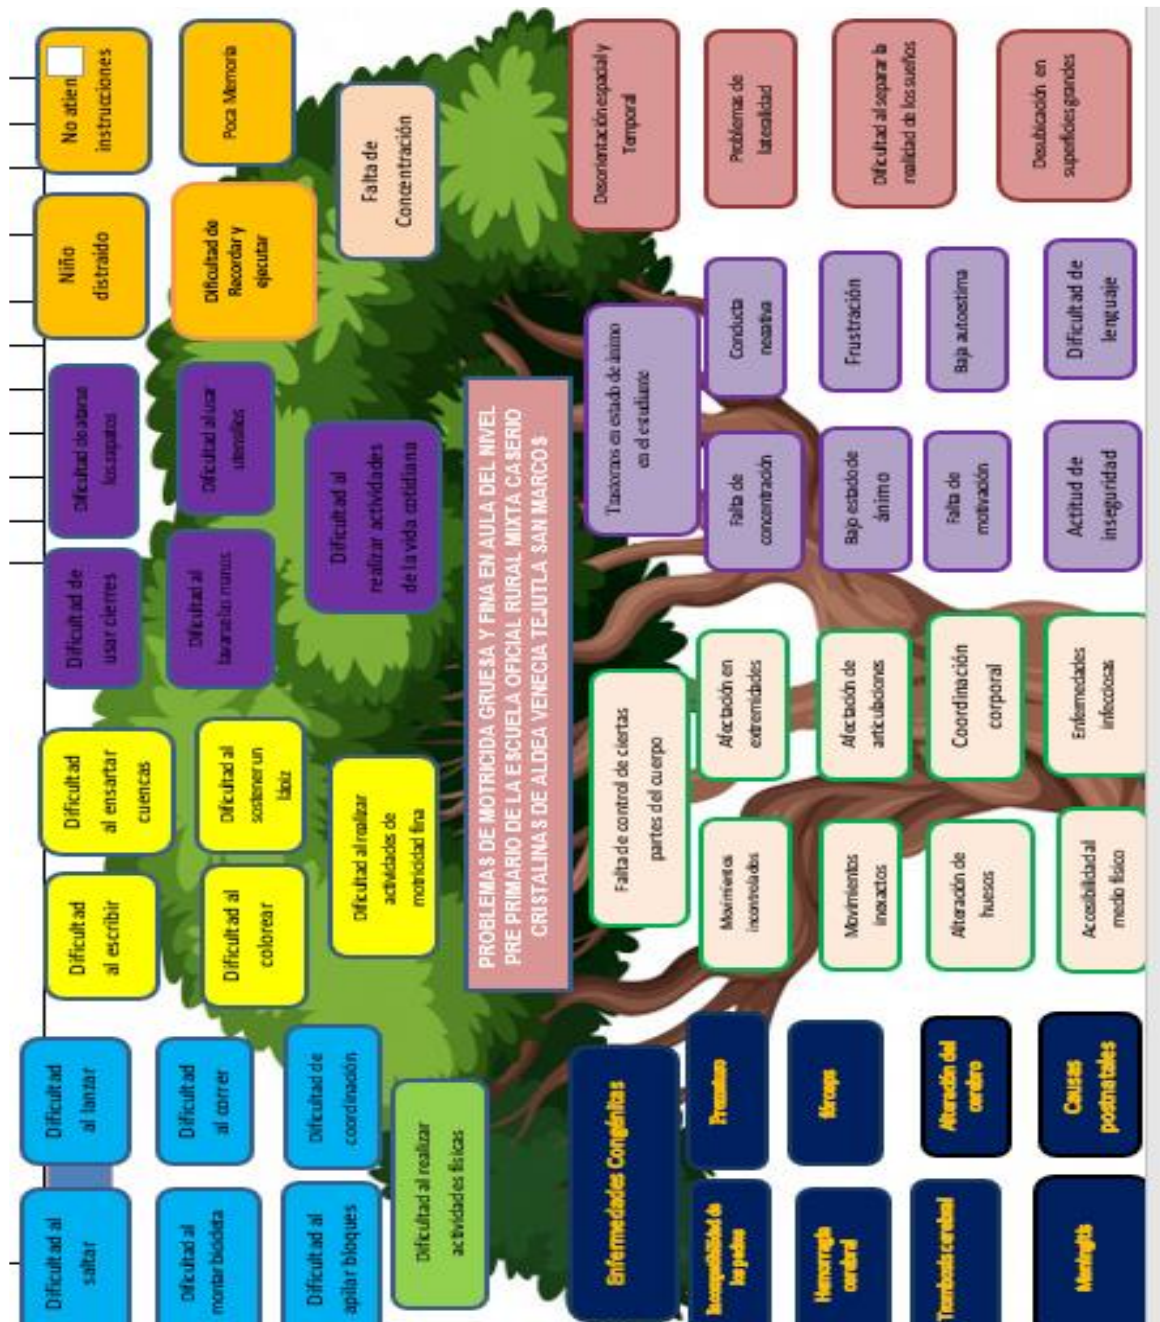 Dificultad al
saltar
Dificultad
al lanzar
Dificultad al
montar bicicleta
Dificultad
al correr
Dificultad al
apilar bloques
Dificultad de
coordinación
Dificultad al realizar
actividades físicas
Dificultad
al escribir
Dificultad
al ensartar
cuencas
Dificultad al
colorear
Dificultad al
sostener un
lápiz
Dificultad al realizar
actividades de
motricidad fina
Dificultad de
usar cierres
Dificultad de atarse
los sapatos
Dificultad al
lavarse las manos
Dificultad al usar
utensilios
Dificultad al
realizar actividades
de la vida cotidiana
Niño
distraido
No atien
instrucciones
Dificultad de
Recordar y
ejecutar
Poca Memoria
Falta de
Concentración
PROBLEMAS DE MOTRICIDA GRUESA Y FINA EN AULA DEL NIVEL
PRE PRIMARIO DE LA ESCUELA OFICIAL RURAL MIXTA CASERIO
CRISTALINAS DE ALDEA VENECIA TEJUTLA SAN MARCOS
Enfermedades Congénitas
Incompatibilidad de
los padres
Prematuro
Hemorragia
cerebral
fórceps
Trombosis cerebral
Alteración del
cerebro
Meningitis
Causas
postnatales
Falta de control de ciertas
partes del cuerpo
Movimientos
incontrolados
Afectación en
extremidades
Movimientos
inexactos
Afectación de
articulaciones
Alteración de
huesos
Coordinación
corporal
Accesibilidad al
medio físico
Enfermedades
infecciosas
Trastornos en estado de ánimo
en el estudiante
Falta de
concentración
Conducta
negativa
Bajo estado de
ánimo
Frustración
Falta de
motivación
Baja autoestima
Actitud de
inseguridad
Dificultad de
lenguaje
Desorientación espacial y
Temporal
Problemas de
lateralidad
Dificultad al separar la
realidad de los sueños
Desubicación en
superficies grandes